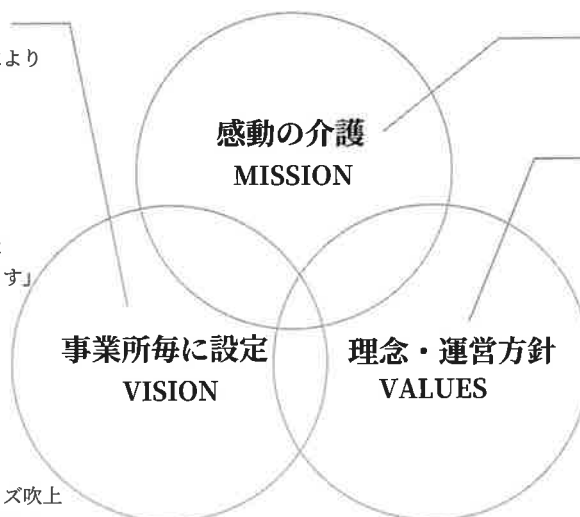 より
感動の介護
MISSION
す」
事業所毎に設定
VISION
理念・運営方針
VALUES
ズ吹上